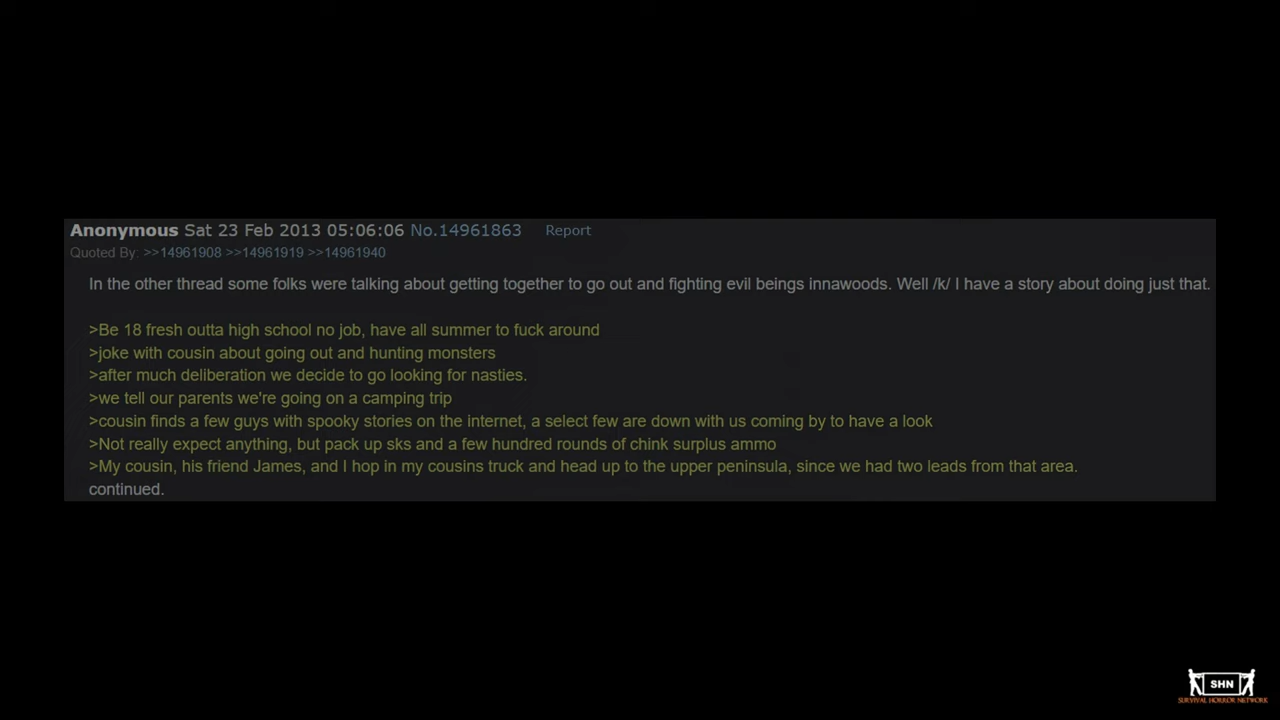 Anonymous Sat 23 Feb 2013 05:06:06 No.14961863 Report
Quoted By: >>14961908 >>14961919 >>14961940
In the other thread some folks were talking about getting together to go out and fighting evil beings innawoods. Well /k/ I have a story about doing just that.
>Be 18 fresh outta high school no job, have all summer to fuck around
>joke with cousin about going out and hunting monsters
>after much deliberation we decide to go looking for nasties.
>we tell our parents we're going on a camping trip
>cousin finds a few guys with spooky stories on the internet, a select few are down with us coming by to have a look
>Not really expect anything, but pack up sks and a few hundred rounds of chink surplus ammo
>My cousin, his friend James, and I hop in my cousins truck and head up to the upper peninsula, since we had two leads from that area.
continued.
SHN
SURVIVAL HORROR NETWORK